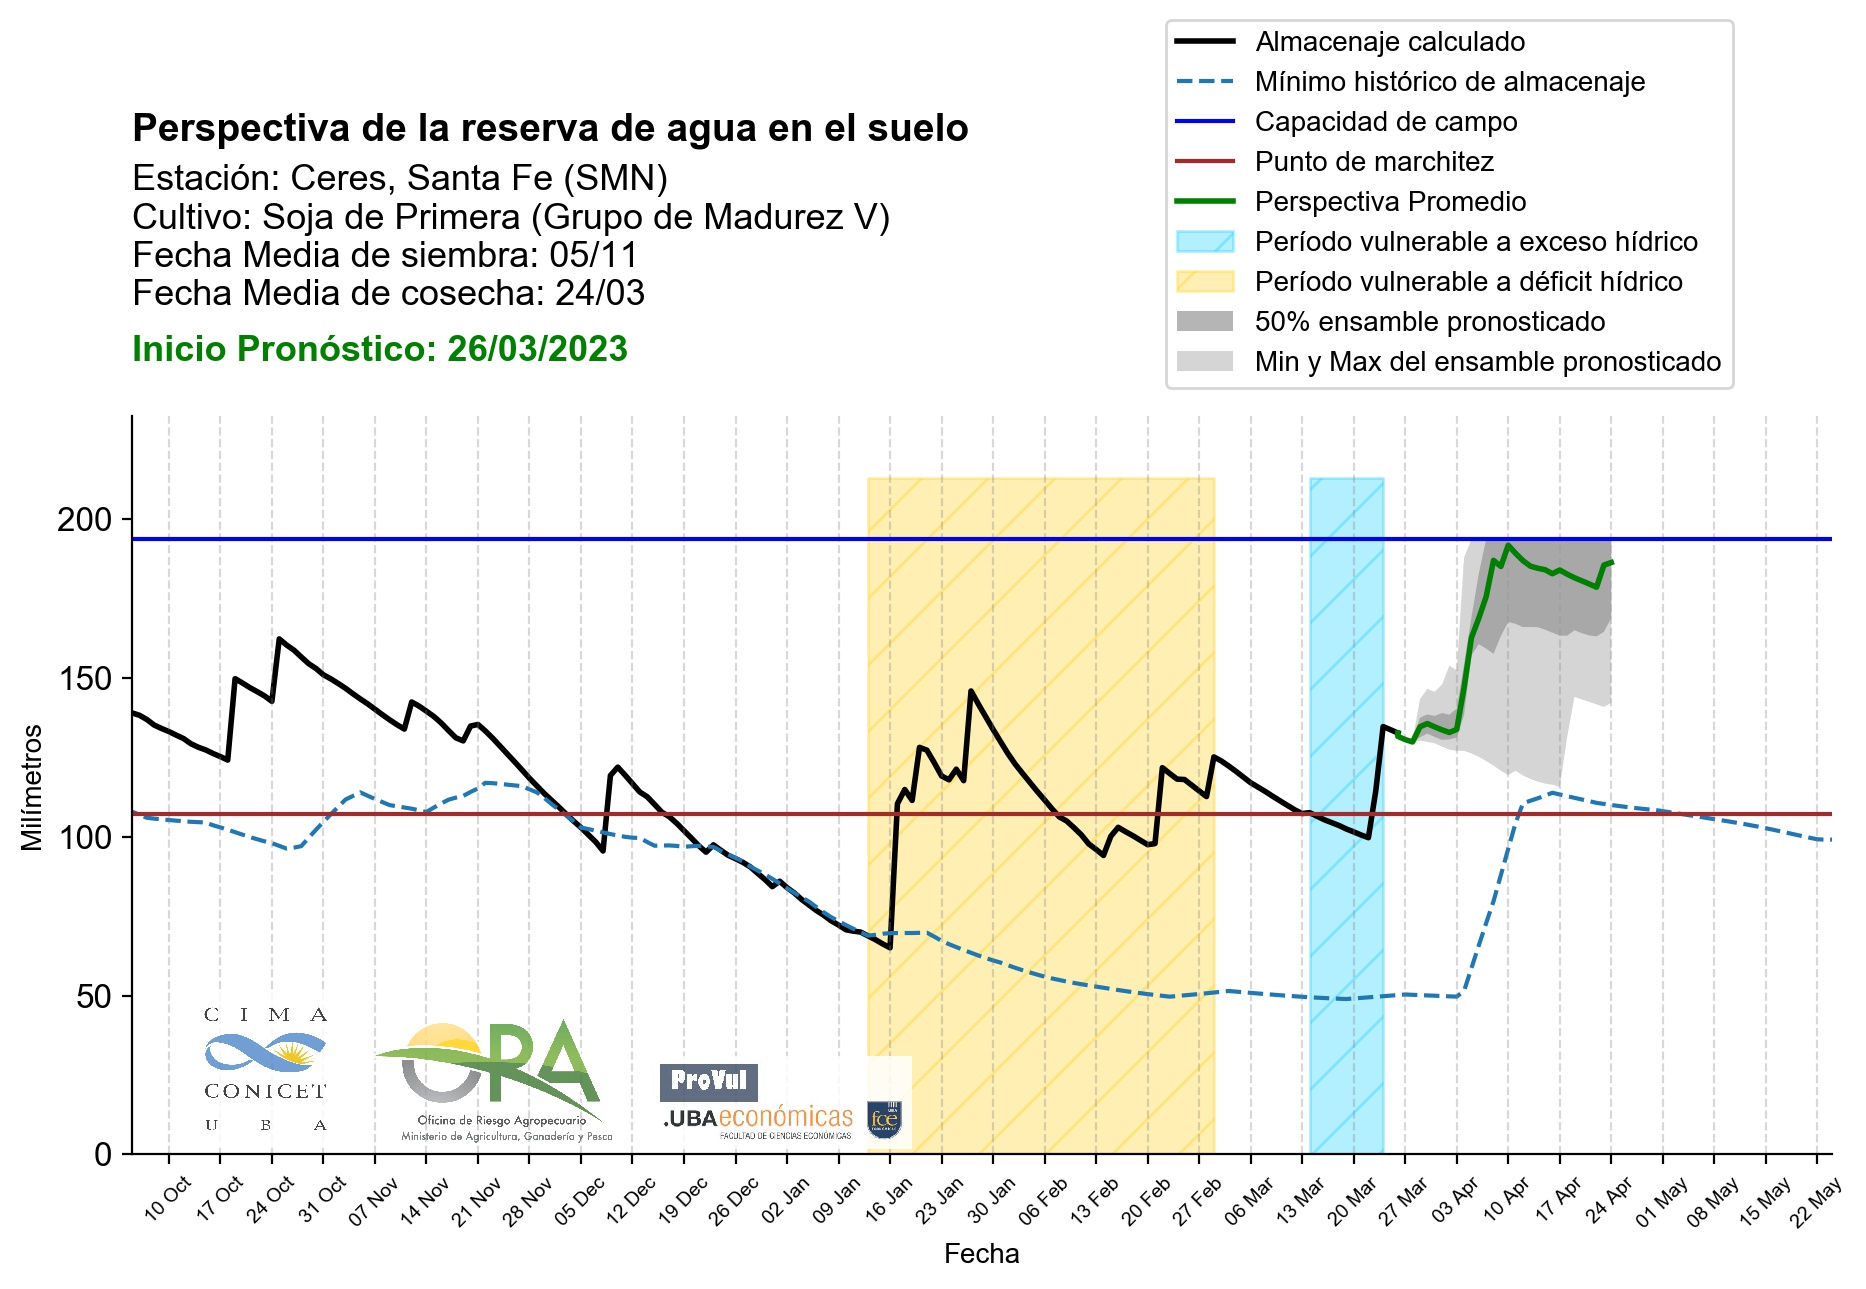 Almacenaje calculado
Mínimo histórico de almacenaje
Capacidad de campo
Punto de marchitez
Perspectiva Promedio
Período vulnerable a exceso hídrico
Período vulnerable a déficit hídrico
50% ensamble pronosticado
Min y Max del ensamble pronosticado
Perspectiva de la reserva de agua en el suelo
Estación: Ceres, Santa Fe (SMN)
Cultivo: Soja de Primera (Grupo de Madurez V)
Fecha Media de siembra: 05/11
Fecha Media de cosecha: 24/03
Inicio Pronóstico: 26/03/2023
Milímetros
200
150
100
50
0
CIMA
CONICET
UBA
ORA
Oficina de Riesgo Agropecuario
Ministerio de Agricultura, Ganadería y Pesca
ProVul
.UBAeconómicas
FACULTAD DE CIENCIAS ECONÓMICAS
UBA
fce
ECONÓMICAS
10 Oct
17 Oct
24 Oct
31 Oct
07 Nov
14 Nov
21 Nov
28 Nov
05 Dec
12 Dec
19 Dec
26 Dec
02 Jan
09 Jan
16 Jan
23 Jan
30 Jan
06 Feb
13 Feb
20 Feb
27 Feb
06 Mar
13 Mar
20 Mar
27 Mar
03 Apr
10 Apr
17 Apr
24 Apr
01 May
08 May
15 May
22 May
Fecha